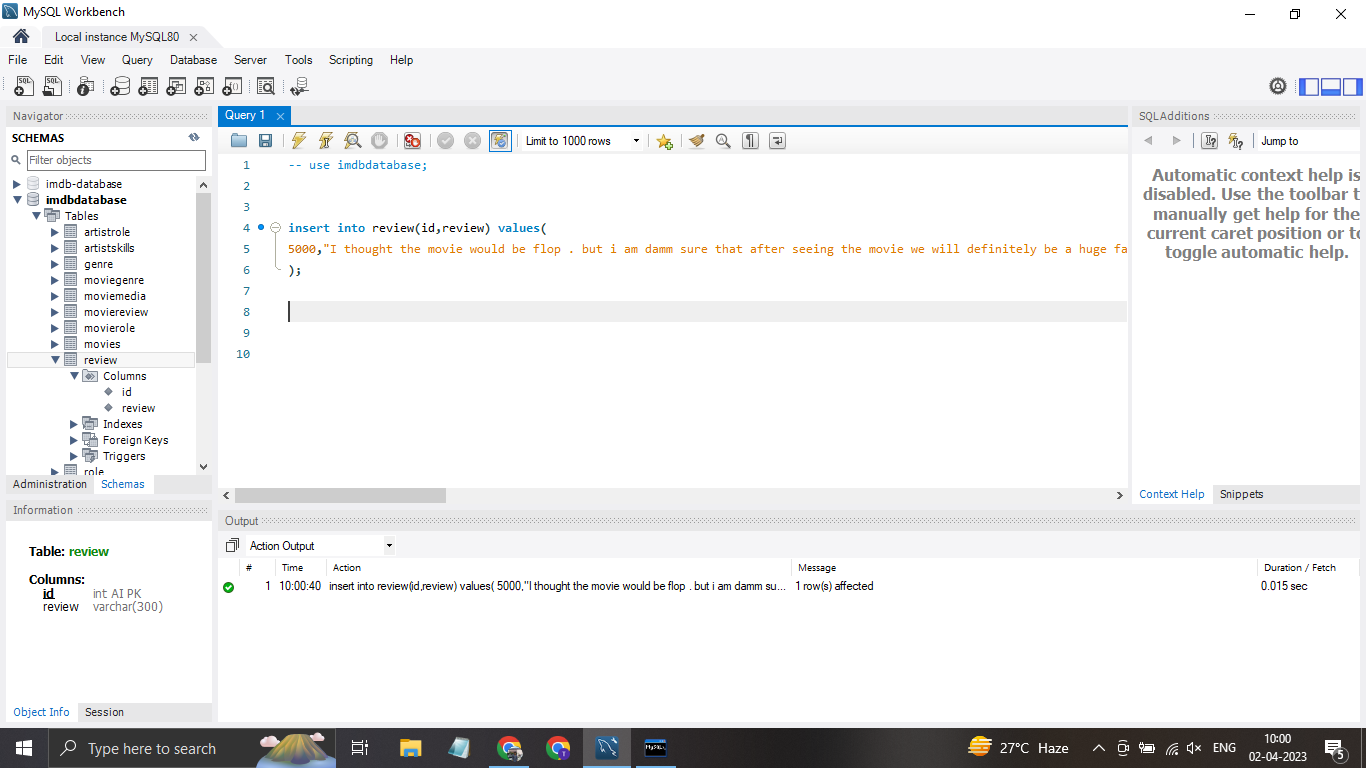 MySQL Workbench
Local instance MySQL80
File Edit View Query Database Server Tools Scripting Help
Navigator
SCHEMAS
Filter objects
imdb-database
imdbdatabase
Tables
artistrole
artistskills
genre
moviegenre
moviemedia
moviereview
movierole
movies
review
Columns
id
review
Indexes
Foreign Keys
Triggers
role
Administration Schemas
Information
Table: review
Columns:
id int AI PK
review varchar(300)
Object Info Session
Query 1
Limit to 1000 rows
1 -- use imdbdatabase;
2
3
4 insert into review(id,review) values(
5 5000,"I thought the movie would be flop . but i am damm sure that after seeing the movie we will definitely be a huge fa
6 );
7
8
9
10
SQLAdditions
Jump to
Automatic context help is
disabled. Use the toolbar t
manually get help for the
current caret position or to
toggle automatic help.
Context Help Snippets
Output
Action Output
# Time Action Message Duration / Fetch
1 10:00:40 insert into review(id,review) values( 5000,"I thought the movie would be flop . but i am damm su... 1 row(s) affected 0.015 sec
Type here to search
MySQL
27°C Haze
ENG
10:00
02-04-2023
5